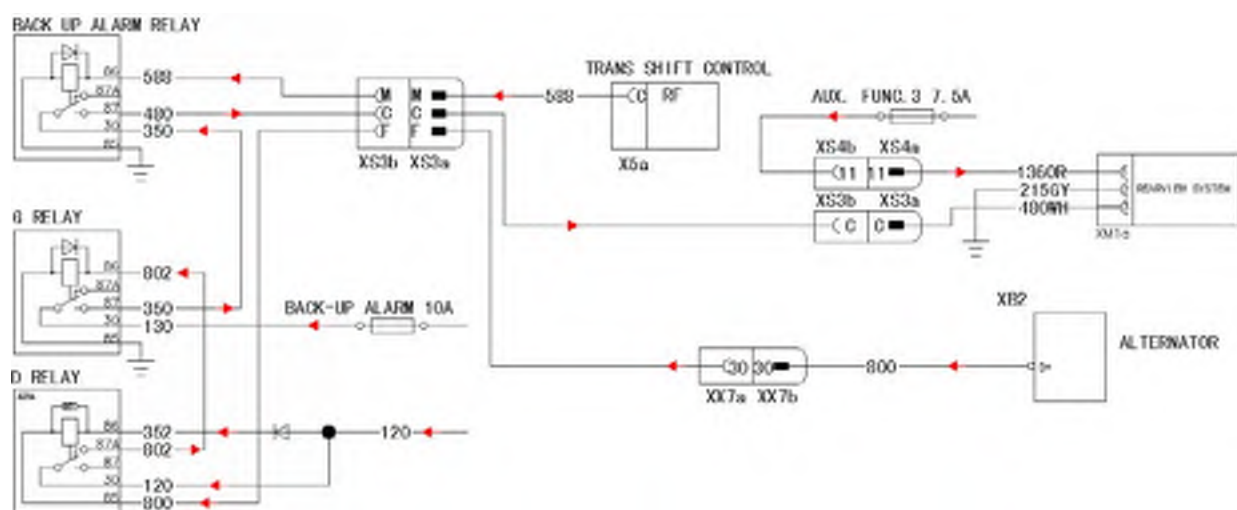 BACK UP ALARM RELAY
86 588
87A
87 480
30 350
85
M M
C C
F F
XS3b XS3a
588
TRANS SHIFT CONTROL
C RF
X5a
AUX. FUNC.3 7.5A
XS4b XS4a
11 11
XS3b XS3a
C C
1360R
215GY
480WH
REARVIEW SYSTEM
G RELAY
86 802
87A
87 350
30 130
85
BACK-UP ALARM 10A
XB2
ALTERNATOR
30 30
800
XX7a XX7b
D RELAY
86 352
87A 802
87
30 120
85 800
120